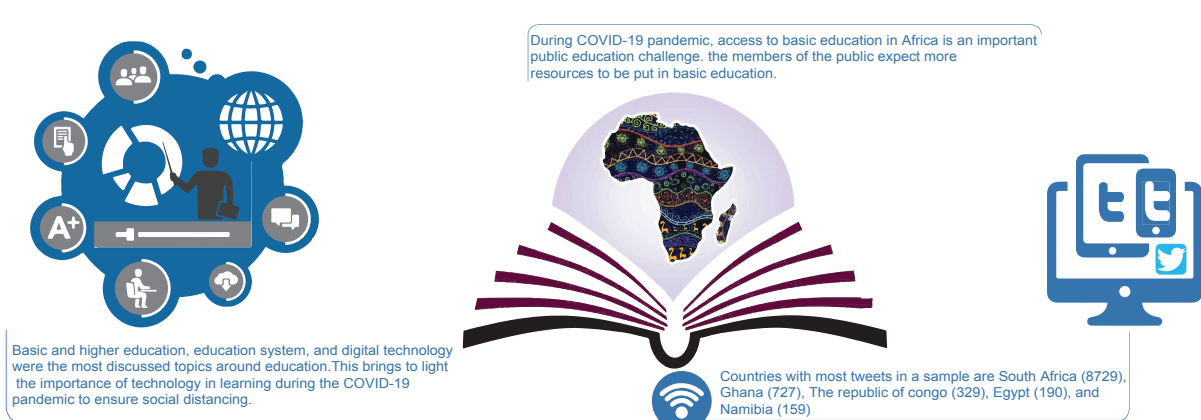 During COVID-19 pandemic, access to basic education in Africa is an important
public education challenge. the members of the public expect more
resources to be put in basic education.
A+
t
t
Basic and higher education, education system, and digital technology
were the most discussed topics around education.This brings to light
the importance of technology in learning during the COVID-19
pandemic to ensure social distancing.
Countries with most tweets in a sample are South Africa (8729),
Ghana (727), The republic of congo (329), Egypt (190), and
Namibia (159)